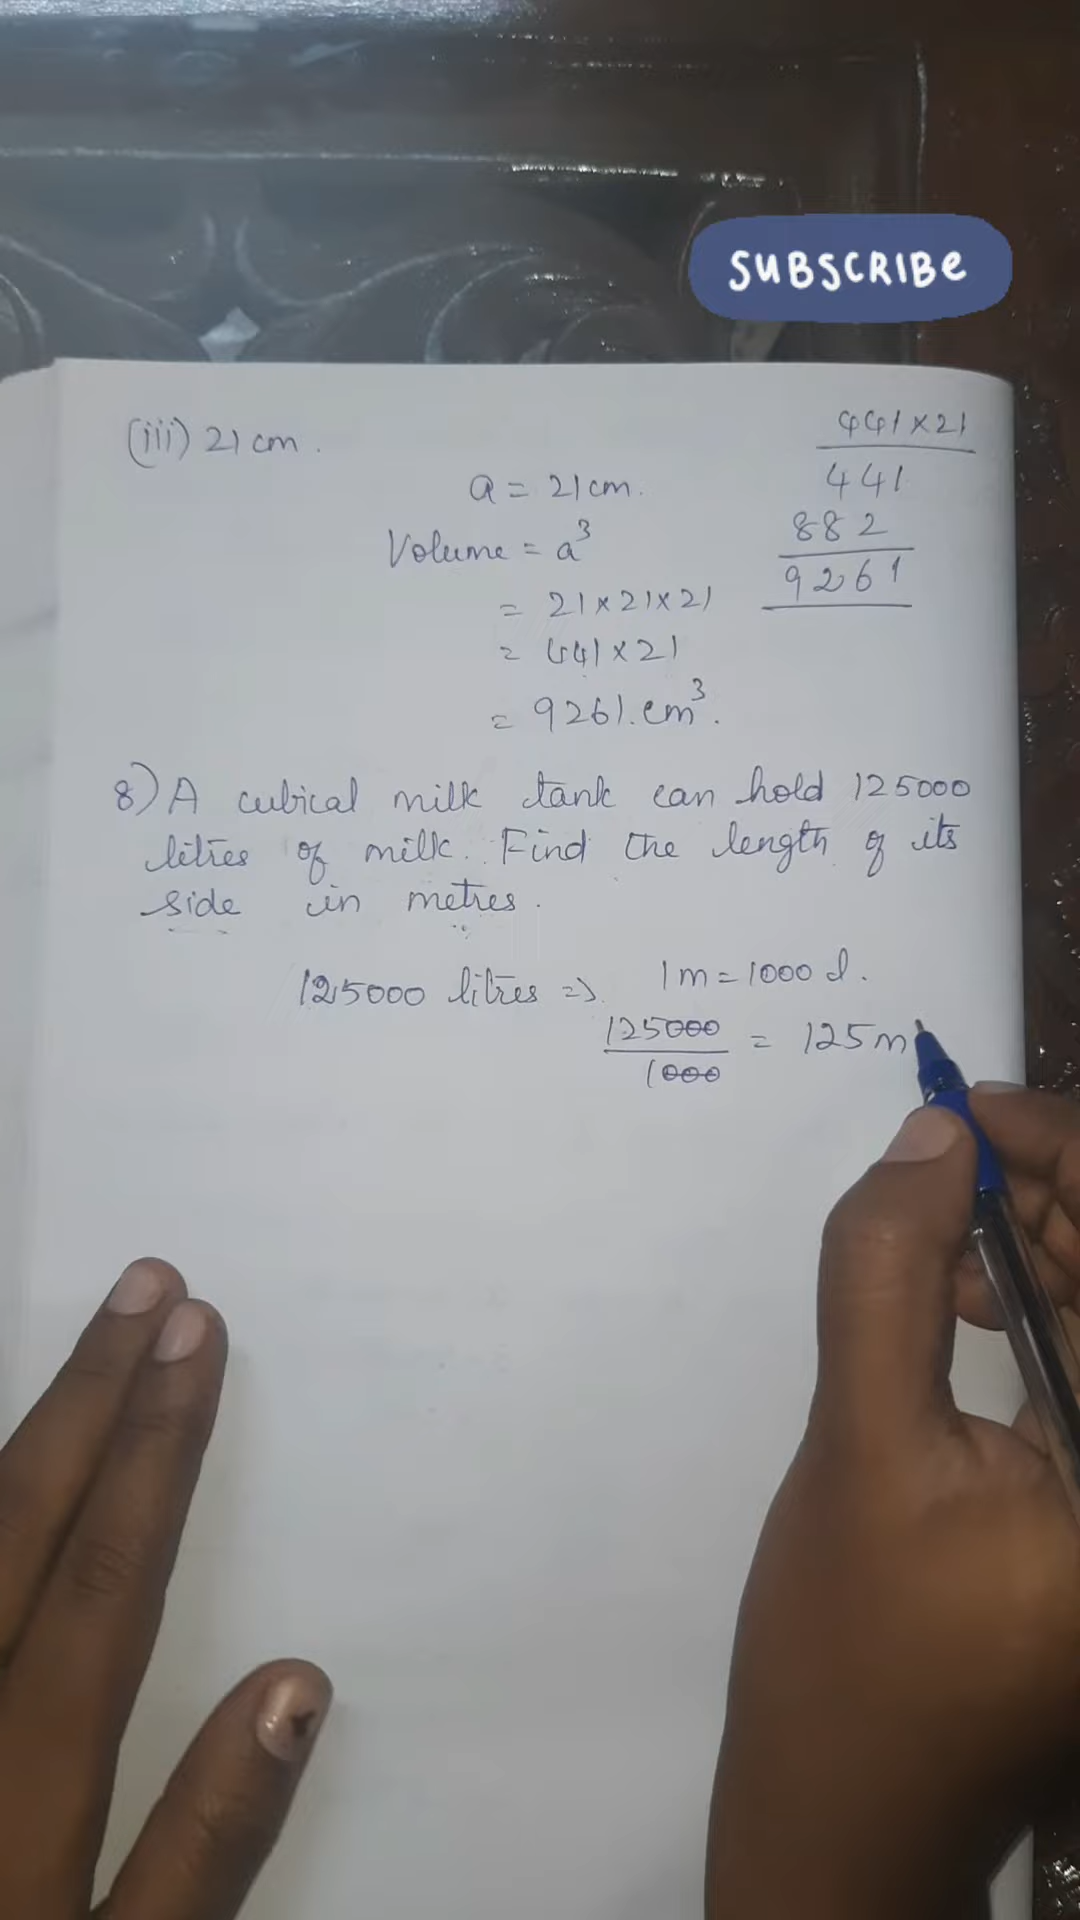 SUBSCRIBe
(iii) 21 cm.
441 × 21
a = 21 cm.
441
Volume = a³
882
9261
= 21 × 21 × 21
= 441 × 21
= 9261. cm³.
8) A cubical milk tank can hold 125000
litres of milk. Find the length of its
side in metres.
125000 litres => 1 m = 1000 l.
125000
1000
= 125 m